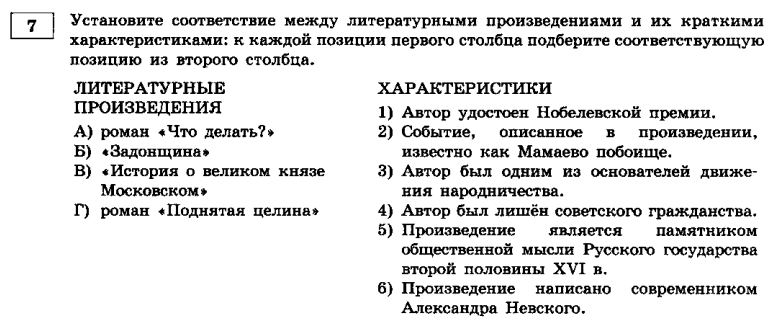 7
Установите соответствие между литературными произведениями и их краткими
характеристиками: к каждой позиции первого столбца подберите соответствующую
позицию из второго столбца.
ЛИТЕРАТУРНЫЕ
ПРОИЗВЕДЕНИЯ
А) роман «Что делать?»
Б) «Задонщина»
В) «История о великом князе
Московском»
Г) роман «Поднятая целина»
ХАРАКТЕРИСТИКИ
1) Автор удостоен Нобелевской премии.
2) Событие, описанное в произведении,
известно как Мамаево побоище.
3) Автор был одним из основателей движе-
ния народничества.
4) Автор был лишён советского гражданства.
5) Произведение является памятником
общественной мысли Русского государства
второй половины XVI в.
6) Произведение написано современником
Александра Невского.